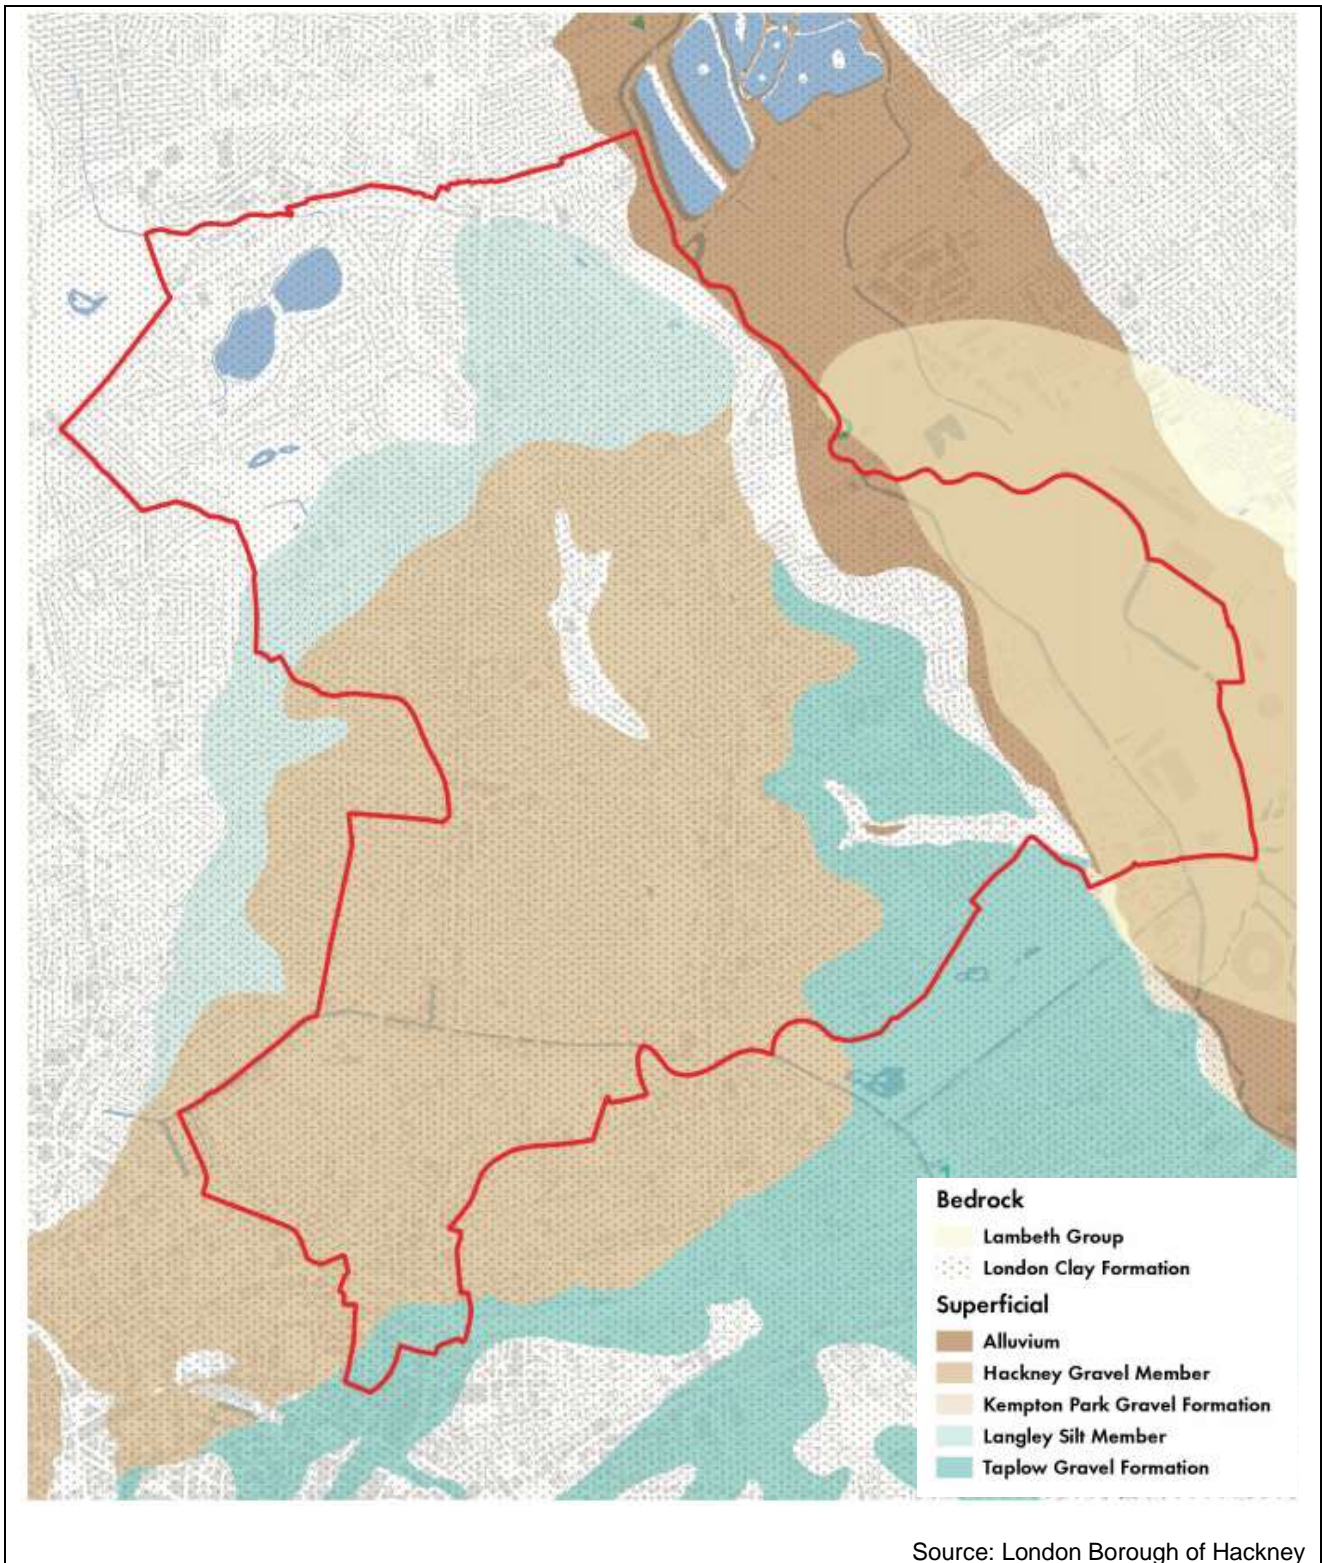 Bedrock
Lambeth Group
London Clay Formation
Superficial
Alluvium
Hackney Gravel Member
Kempton Park Gravel Formation
Langley Silt Member
Taplow Gravel Formation
Source: London Borough of Hackney